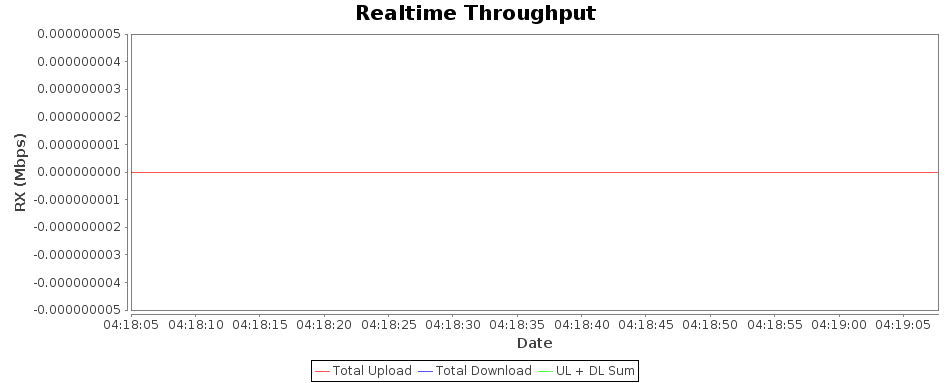 Realtime Throughput
0.000000005
0.000000004
0.000000003
0.000000002
0.000000001
0.000000000
-0.000000001
-0.000000002
-0.000000003
-0.000000004
-0.000000005
RX (Mbps)
04:18:05 04:18:10 04:18:15 04:18:20 04:18:25 04:18:30 04:18:35 04:18:40 04:18:45 04:18:50 04:18:55 04:19:00 04:19:05
Date
Total Upload Total Download UL + DL Sum